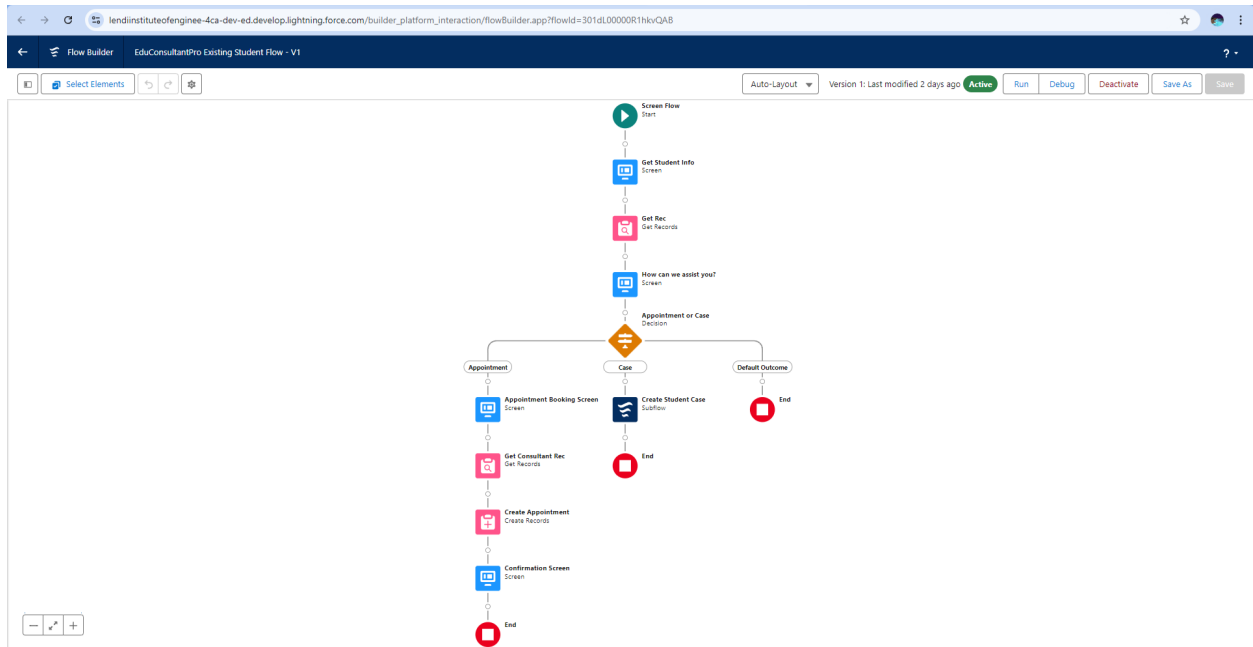 lendiinstituteofenginee-4ca-dev-ed.develop.lightning.force.com/builder_platform_interaction/flowBuilder.app?flowId=301dL00000R1hkvQAB
Flow Builder EduConsultantPro Existing Student Flow - V1 ?
Select Elements Auto-Layout Version 1: Last modified 2 days ago Active Run Debug Deactivate Save As Save
Screen Flow
Start
Get Student Info
Screen
Get Rec
Get Records
How can we assist you?
Screen
Appointment or Case
Decision
Appointment Case Default Outcome
Appointment Booking Screen
Screen
Create Student Case
Subflow
End
Get Consultant Rec
Get Records
End
Create Appointment
Create Records
Confirmation Screen
Screen
End